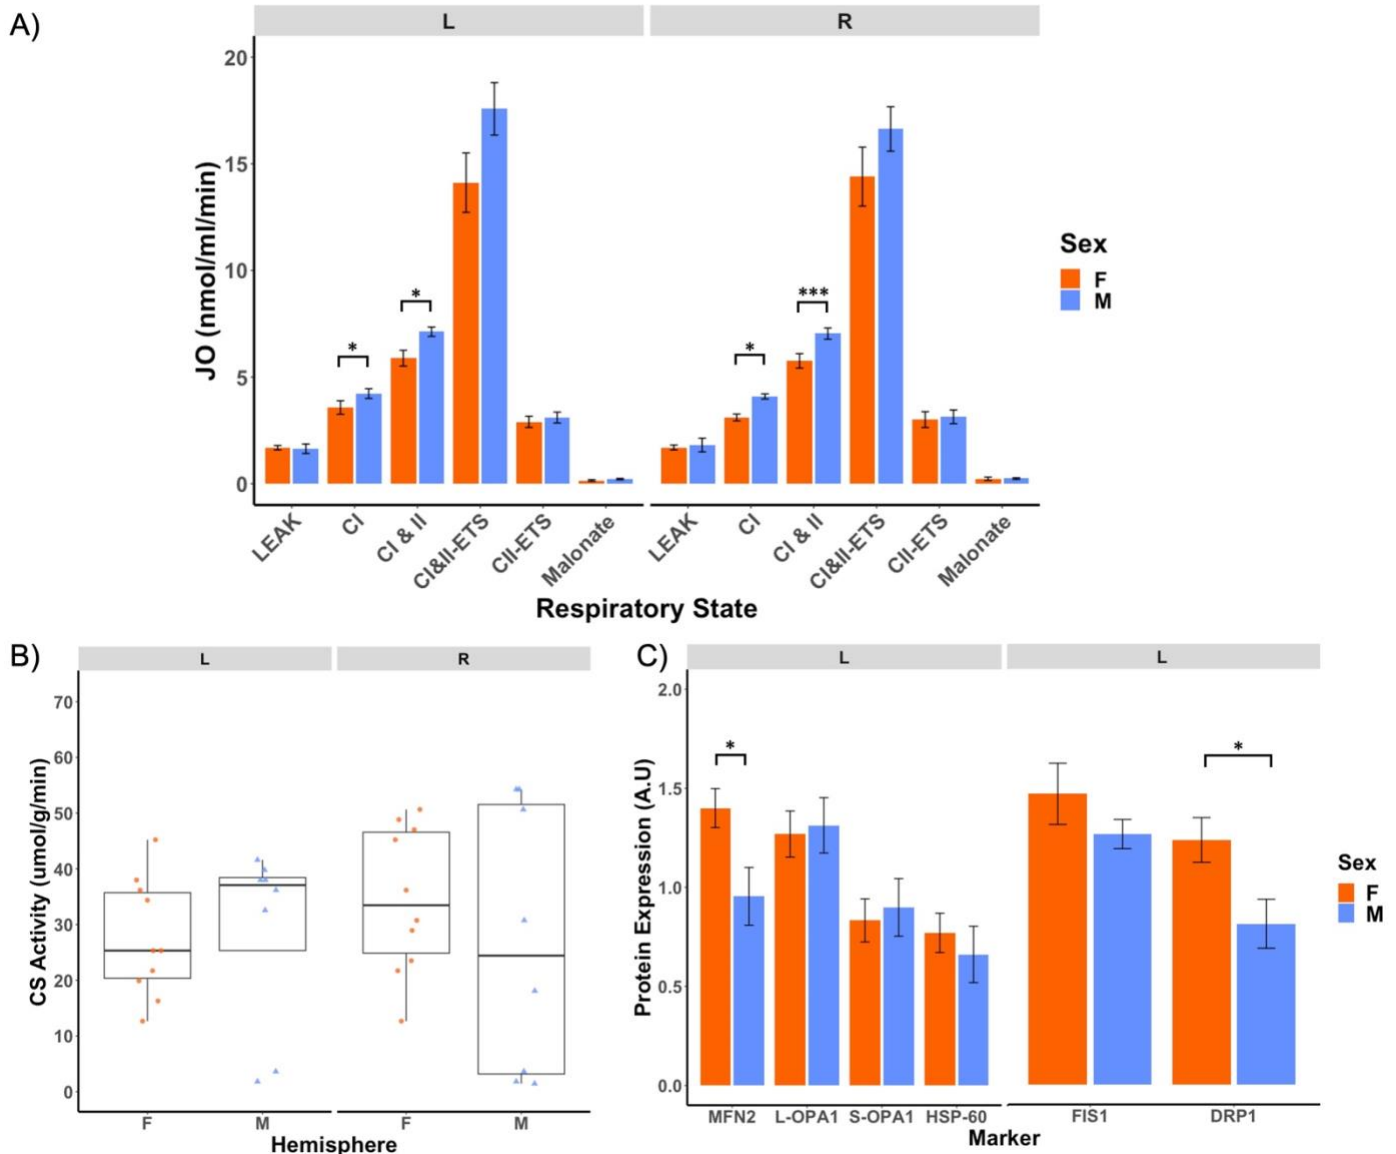 A)
L R
20
15
10
5
0
JO (nmol/ml/min)
* * * ***
LEAK CI CI & II CI&II-ETS CII-ETS Malonate LEAK CI CI & II CI&II-ETS CII-ETS Malonate
Respiratory State
Sex
F
M
B)
L R
70
60
50
40
30
20
10
0
CS Activity (umol/g/min)
F M F M
Hemisphere
C)
L L
2.0
1.5
1.0
0.5
0.0
Protein Expression (A.U)
* *
MFN2 L-OPA1 S-OPA1 HSP-60 FIS1 DRP1
Marker
Sex
F
M